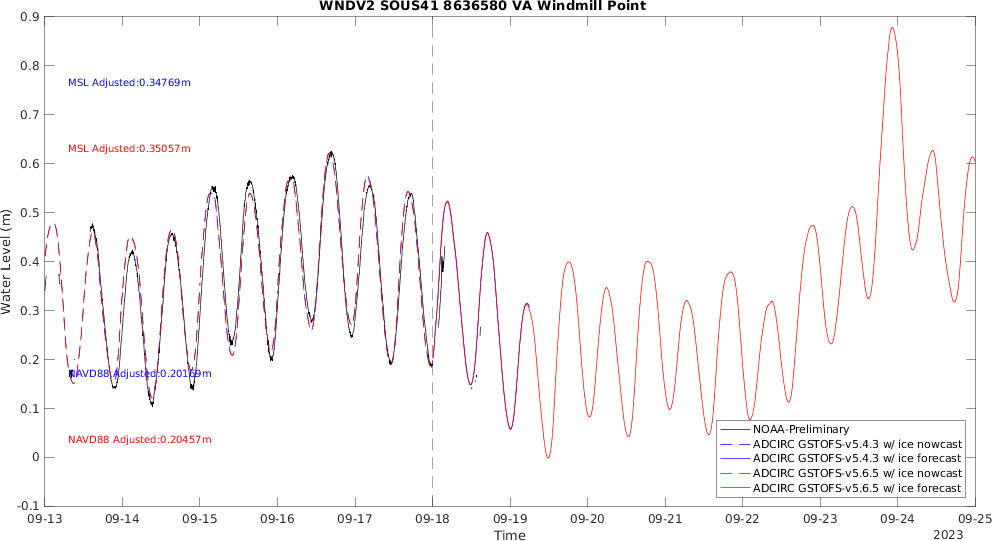 WNDV2 SOUS41 8636580 VA Windmill Point
0.9
0.8
0.7
0.6
0.5
0.4
0.3
0.2
0.1
0
-0.1
Water Level (m)
MSL Adjusted:0.34769m
MSL Adjusted:0.35057m
NAVD88 Adjusted:0.20169m
NAVD88 Adjusted:0.20457m
NOAA-Preliminary
ADCIRC GSTOFS-v5.4.3 w/ ice nowcast
ADCIRC GSTOFS-v5.4.3 w/ ice forecast
ADCIRC GSTOFS-v5.6.5 w/ ice nowcast
ADCIRC GSTOFS-v5.6.5 w/ ice forecast
09-13 09-14 09-15 09-16 09-17 09-18 09-19 09-20 09-21 09-22 09-23 09-24 09-25
Time
2023